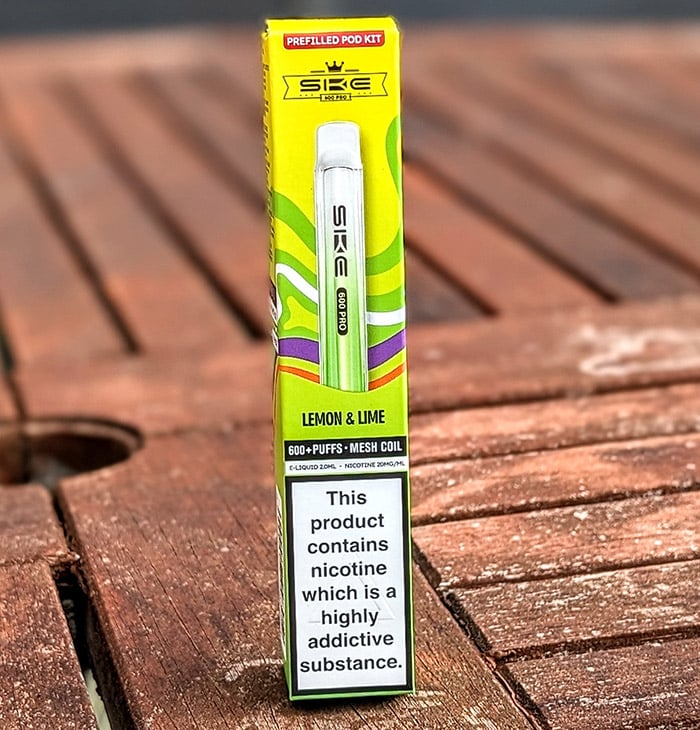 PREFILLED POD KIT
SKE
600 PRO
SKE
600 PRO
LEMON & LIME
600+PUFFS · MESH COIL
E-LIQUID 2.0ML - NICOTINE 20MG/ML
This
product
contains
nicotine
which is a
highly
addictive
substance.